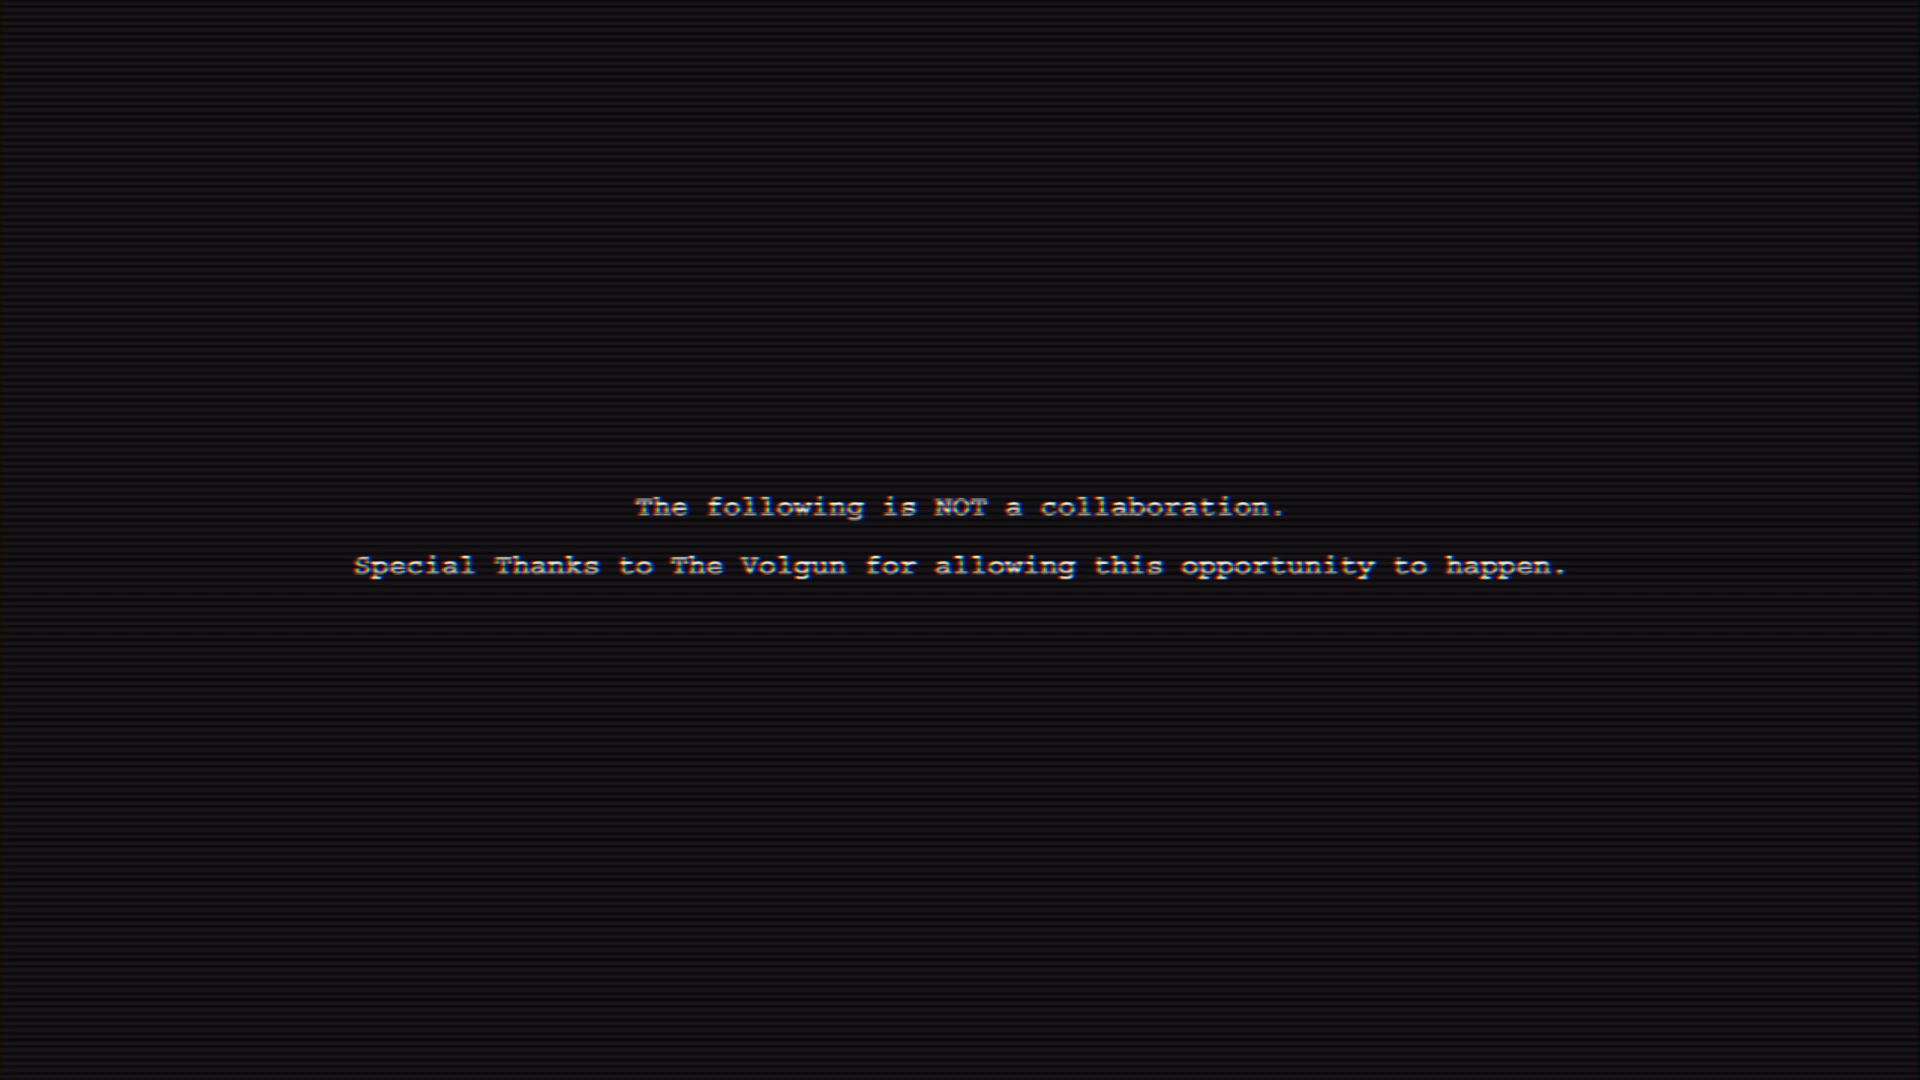 The following is NOT a collaboration.
Special Thanks to The Volgun for allowing this opportunity to happen.